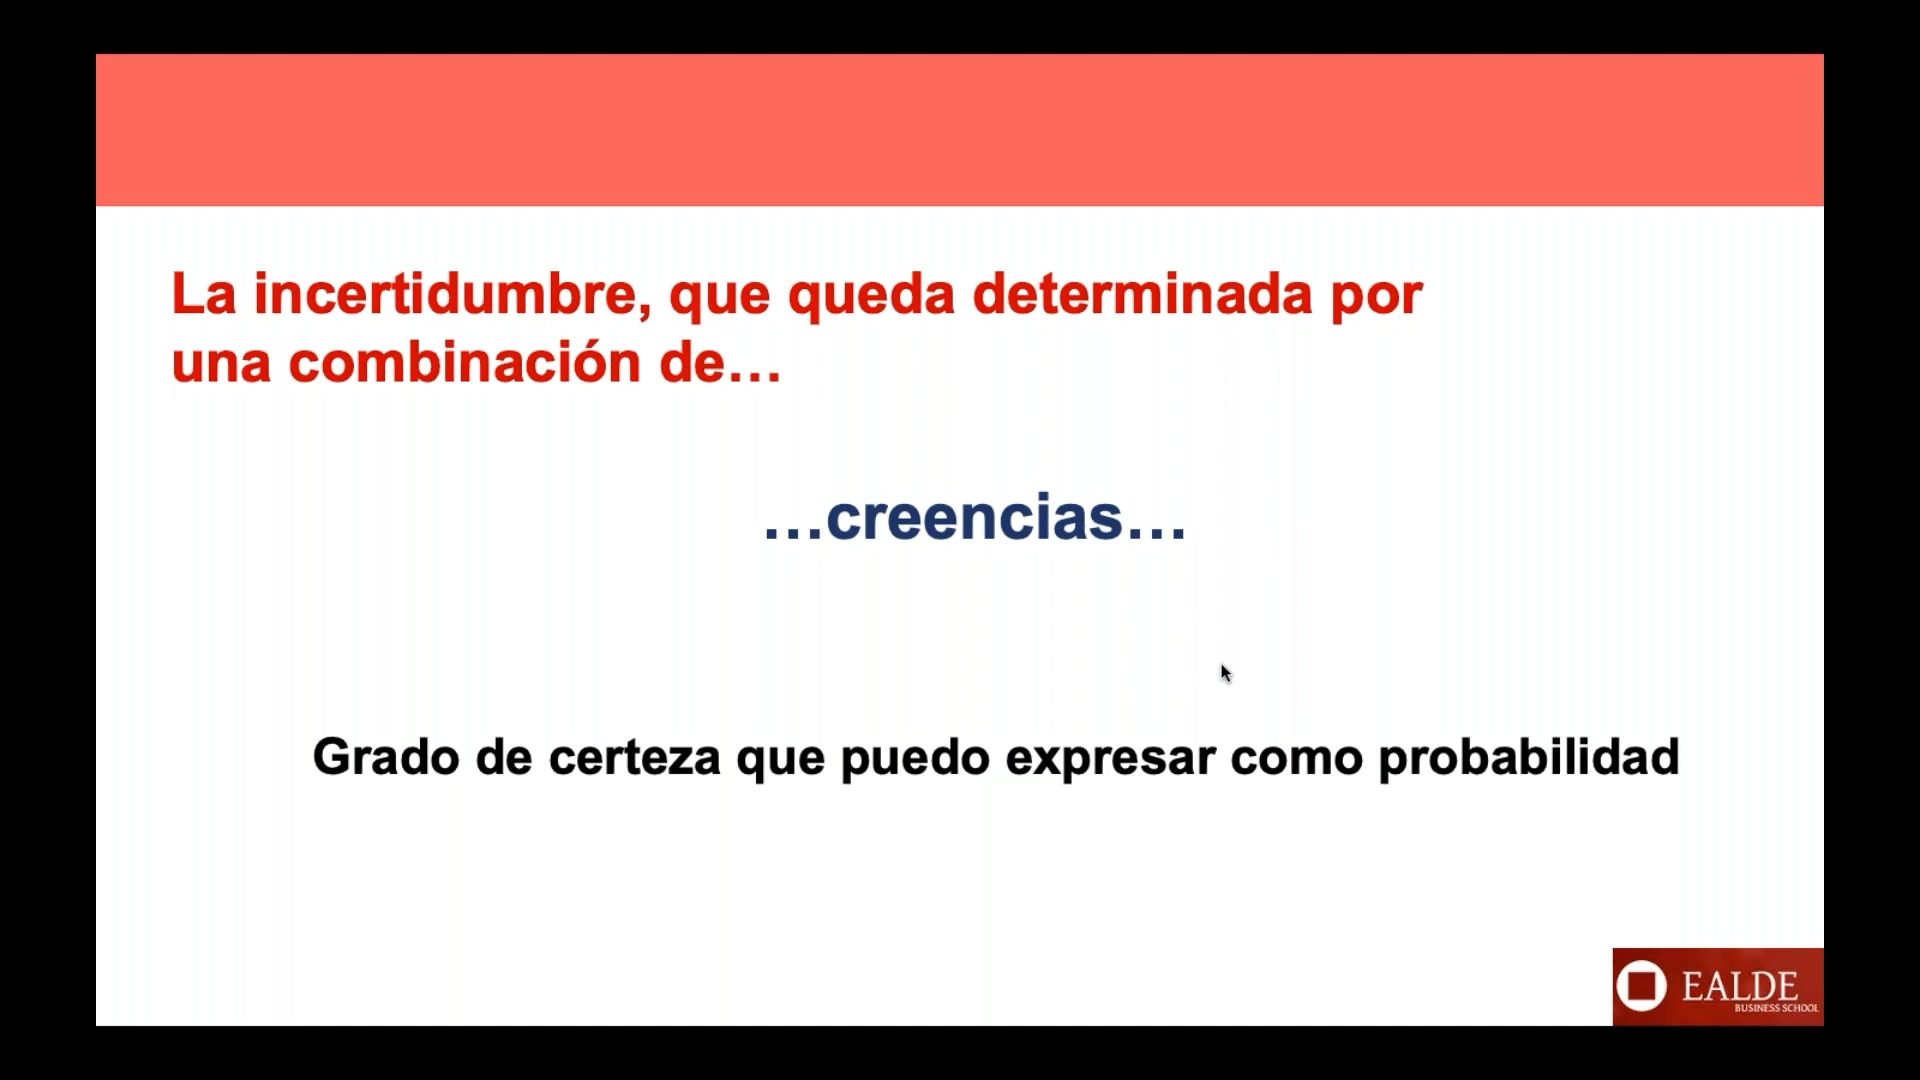 La incertidumbre, que queda determinada por
una combinación de…
…creencias…
Grado de certeza que puedo expresar como probabilidad
EALDE
BUSINESS SCHOOL